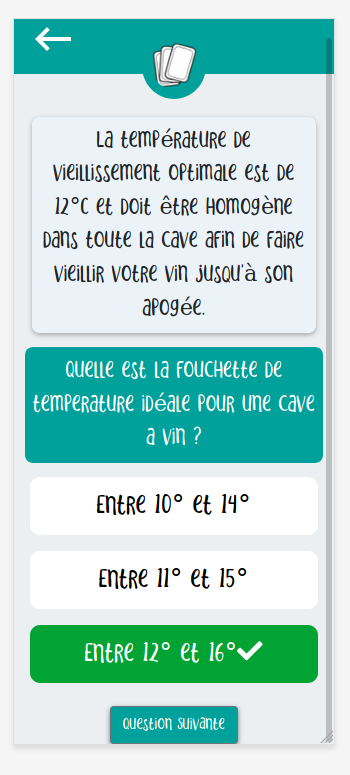 La température de
vieillissement optimale est de
12°C et doit être homogène
dans toute la cave afin de faire
vieillir votre vin jusqu'à son
apogée.
Quelle est la fouchette de
temperature idéale pour une cave
a vin ?
Entre 10° et 14°
Entre 11° et 15°
Entre 12° et 16°
Question suivante